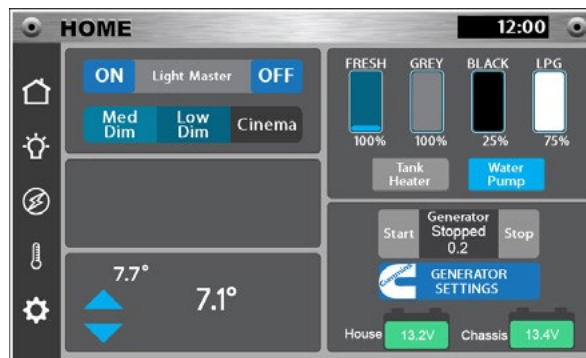 HOME
12:00
ON Light Master OFF
Med Dim
Low Dim
Cinema
FRESH GREY BLACK LPG
100% 100% 25% 75%
Tank Heater
Water Pump
Start
Generator
Stopped
0.2
Stop
cummins
GENERATOR
SETTINGS
7.7°
7.1°
House 13.2V Chassis 13.4V